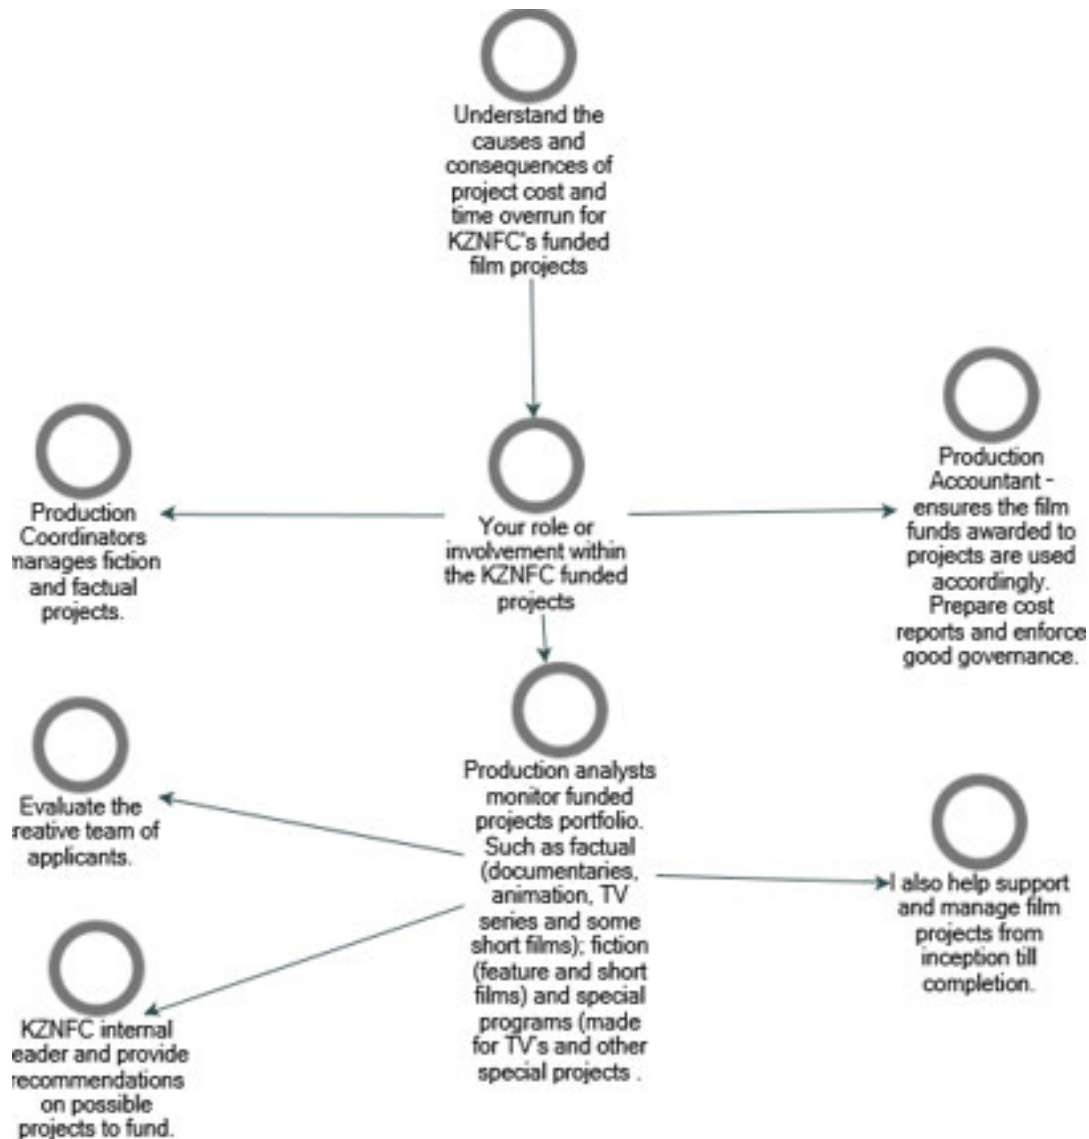 Understand the
causes and
consequences of
project cost and
time overrun for
KZNFC's funded
film projects
Production
Coordinators
manages fiction
and factual
projects.
Your role or
involvement within
the KZNFC funded
projects
Production
Accountant -
ensures the film
funds awarded to
projects are used
accordingly.
Prepare cost
reports and enforce
good governance.
Evaluate the
reative team of
applicants.
Production analysts
monitor funded
projects portfolio.
Such as factual
(documentaries,
animation, TV
series and some
short films); fiction
(feature and short
films) and special
programs (made
for TV's and other
special projects .
I also help support
and manage film
projects from
inception till
completion.
KZNFC internal
eader and provide
recommendations
on possible
projects to fund.